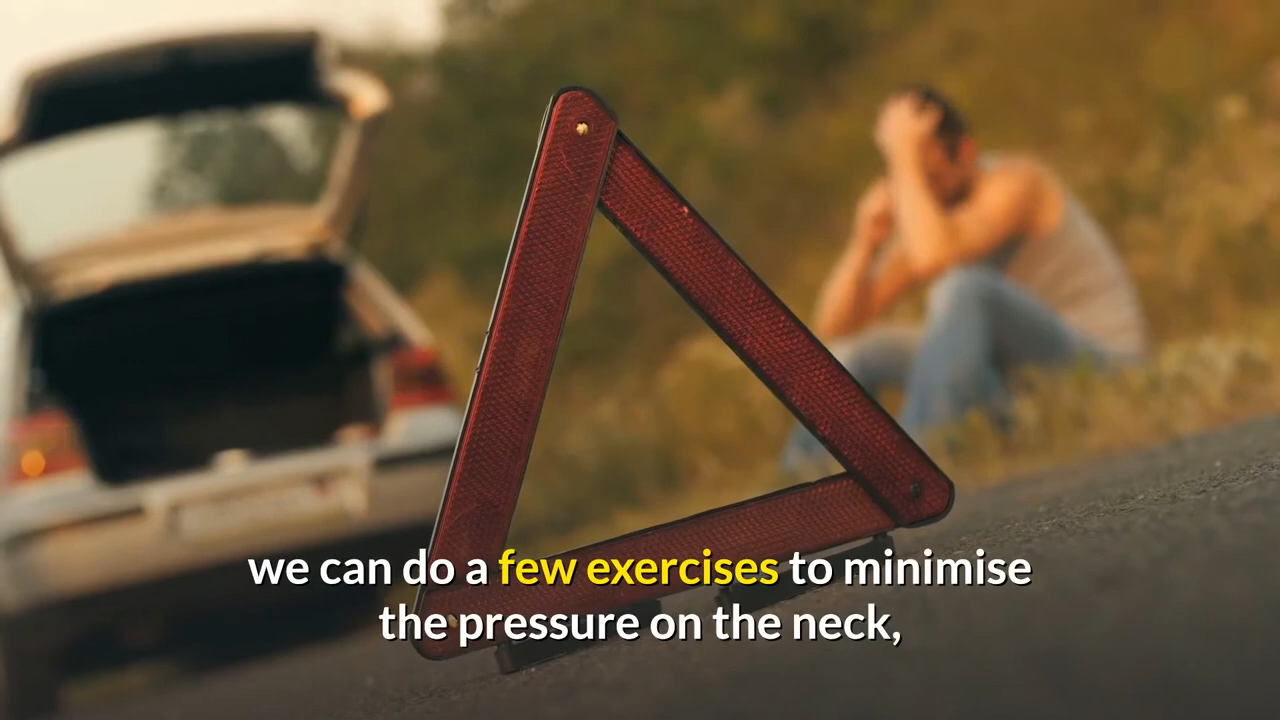 we can do a few exercises to minimise
the pressure on the neck,